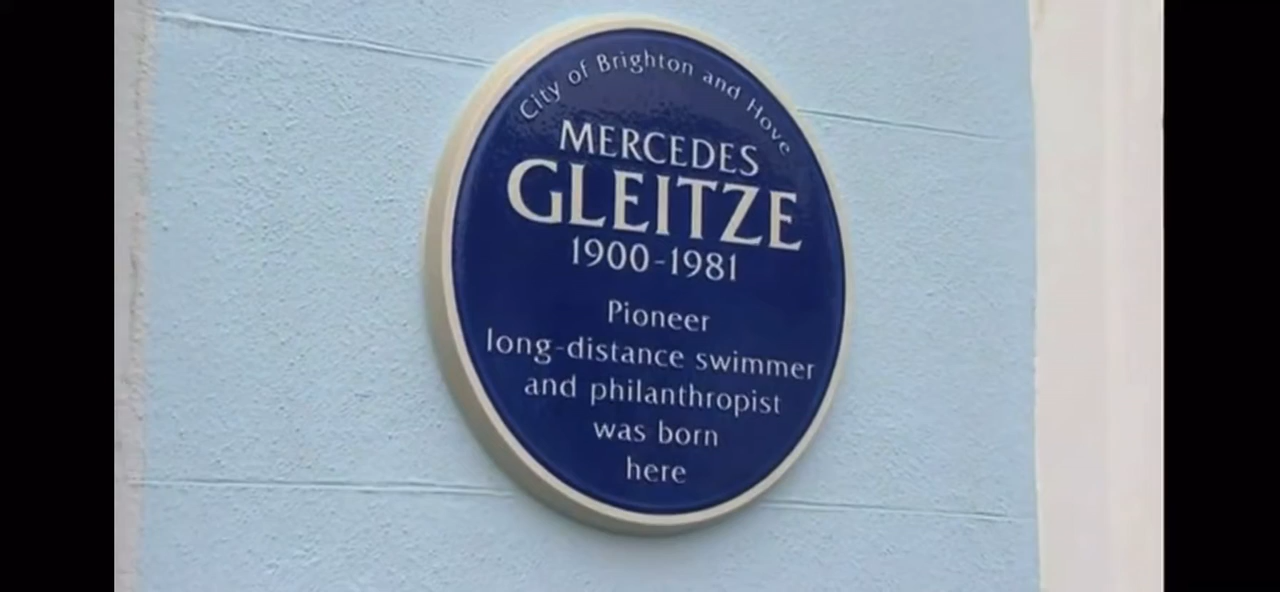 City of Brighton and Hove
MERCEDES
GLEITZE
1900-1981
Pioneer
long-distance swimmer
and philanthropist
was born
here